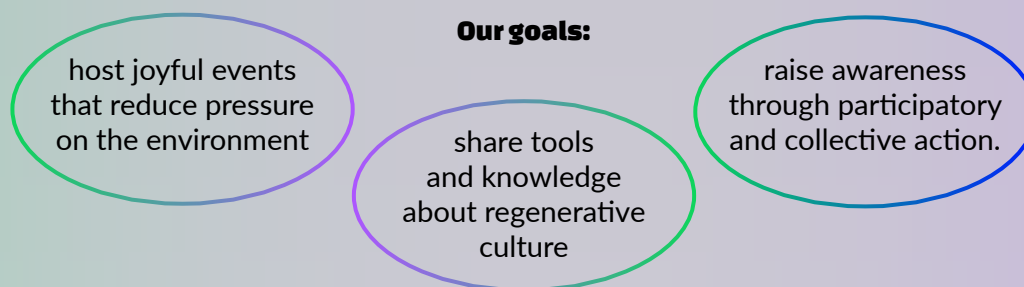 Our goals:
host joyful events
that reduce pressure
on the environment
share tools
and knowledge
about regenerative
culture
raise awareness
through participatory
and collective action.